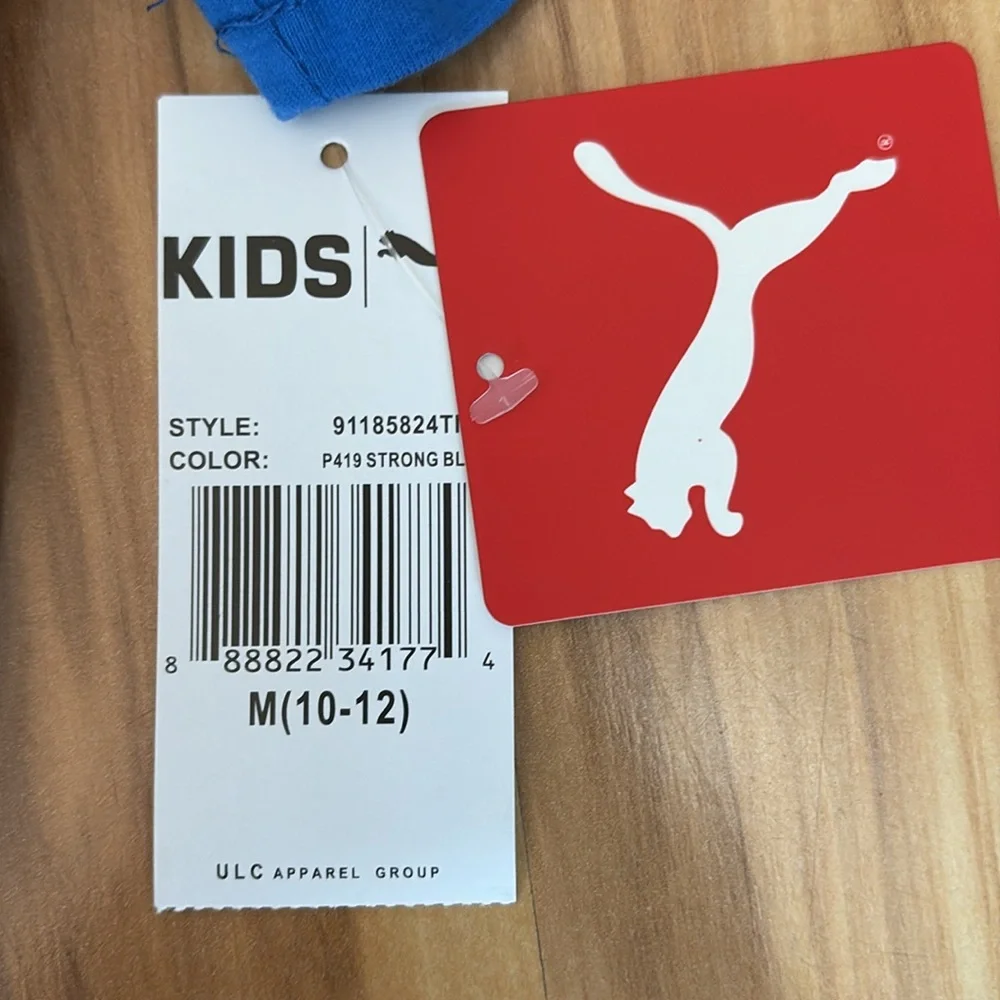 KIDS
STYLE: 91185824T
COLOR: P419 STRONG BL
8 88822 34177 4
M(10-12)
ULC APPAREL GROUP